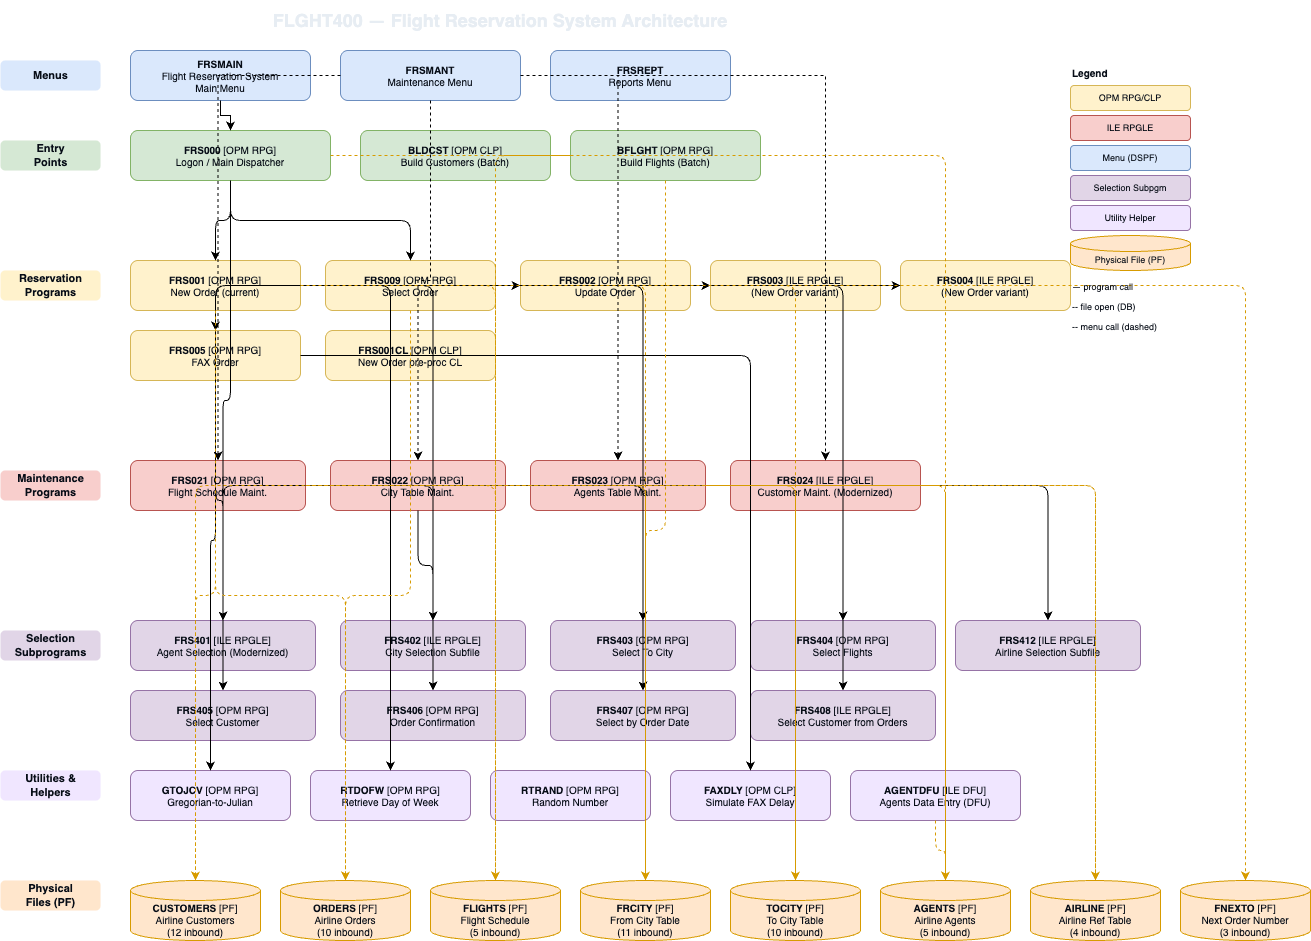 FLGHT400 — Flight Reservation System Architecture
Menus
FRSMAIN
Flight Reservation System
Main Menu
FRSMANT
Maintenance Menu
FRSREPT
Reports Menu
Legend
OPM RPG/CLP
ILE RPGLE
Menu (DSPF)
Selection Subpgm
Utility Helper
Physical File (PF)
— program call
-- file open (DB)
-- menu call (dashed)
Entry
Points
FRS000 [OPM RPG]
Logon / Main Dispatcher
BLDCST [OPM CLP]
Build Customers (Batch)
BFLGHT [OPM RPG]
Build Flights (Batch)
Reservation
Programs
FRS001 [OPM RPG]
New Order (current)
FRS009 [OPM RPG]
Select Order
FRS002 [OPM RPG]
Update Order
FRS003 [ILE RPGLE]
(New Order variant)
FRS004 [ILE RPGLE]
(New Order variant)
FRS005 [OPM RPG]
FAX Order
FRS001CL [OPM CLP]
New Order pre-proc CL
Maintenance
Programs
FRS021 [OPM RPG]
Flight Schedule Maint.
FRS022 [OPM RPG]
City Table Maint.
FRS023 [OPM RPG]
Agents Table Maint.
FRS024 [ILE RPGLE]
Customer Maint. (Modernized)
Selection
Subprograms
FRS401 [ILE RPGLE]
Agent Selection (Modernized)
FRS402 [ILE RPGLE]
City Selection Subfile
FRS403 [OPM RPG]
Select To City
FRS404 [OPM RPG]
Select Flights
FRS412 [ILE RPGLE]
Airline Selection Subfile
FRS405 [OPM RPG]
Select Customer
FRS406 [OPM RPG]
Order Confirmation
FRS407 [OPM RPG]
Select by Order Date
FRS408 [ILE RPGLE]
Select Customer from Orders
Utilities &
Helpers
GTOJCV [OPM RPG]
Gregorian-to-Julian
RTDOFW [OPM RPG]
Retrieve Day of Week
RTRAND [OPM RPG]
Random Number
FAXDLY [OPM CLP]
Simulate FAX Delay
AGENTDFU [ILE DFU]
Agents Data Entry (DFU)
Physical
Files (PF)
CUSTOMERS [PF]
Airline Customers
(12 inbound)
ORDERS [PF]
Airline Orders
(10 inbound)
FLIGHTS [PF]
Flight Schedule
(5 inbound)
FRCITY [PF]
From City Table
(11 inbound)
TOCITY [PF]
To City Table
(10 inbound)
AGENTS [PF]
Airline Agents
(5 inbound)
AIRLINE [PF]
Airline Ref Table
(4 inbound)
FNEXTO [PF]
Next Order Number
(3 inbound)